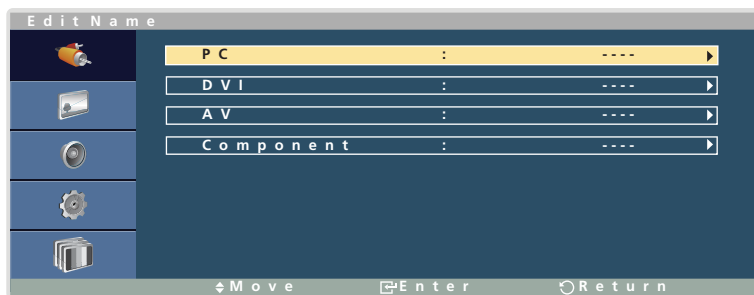 Edit Name
PC : ----
DVI : ----
AV : ----
Component : ----
Move Enter Return